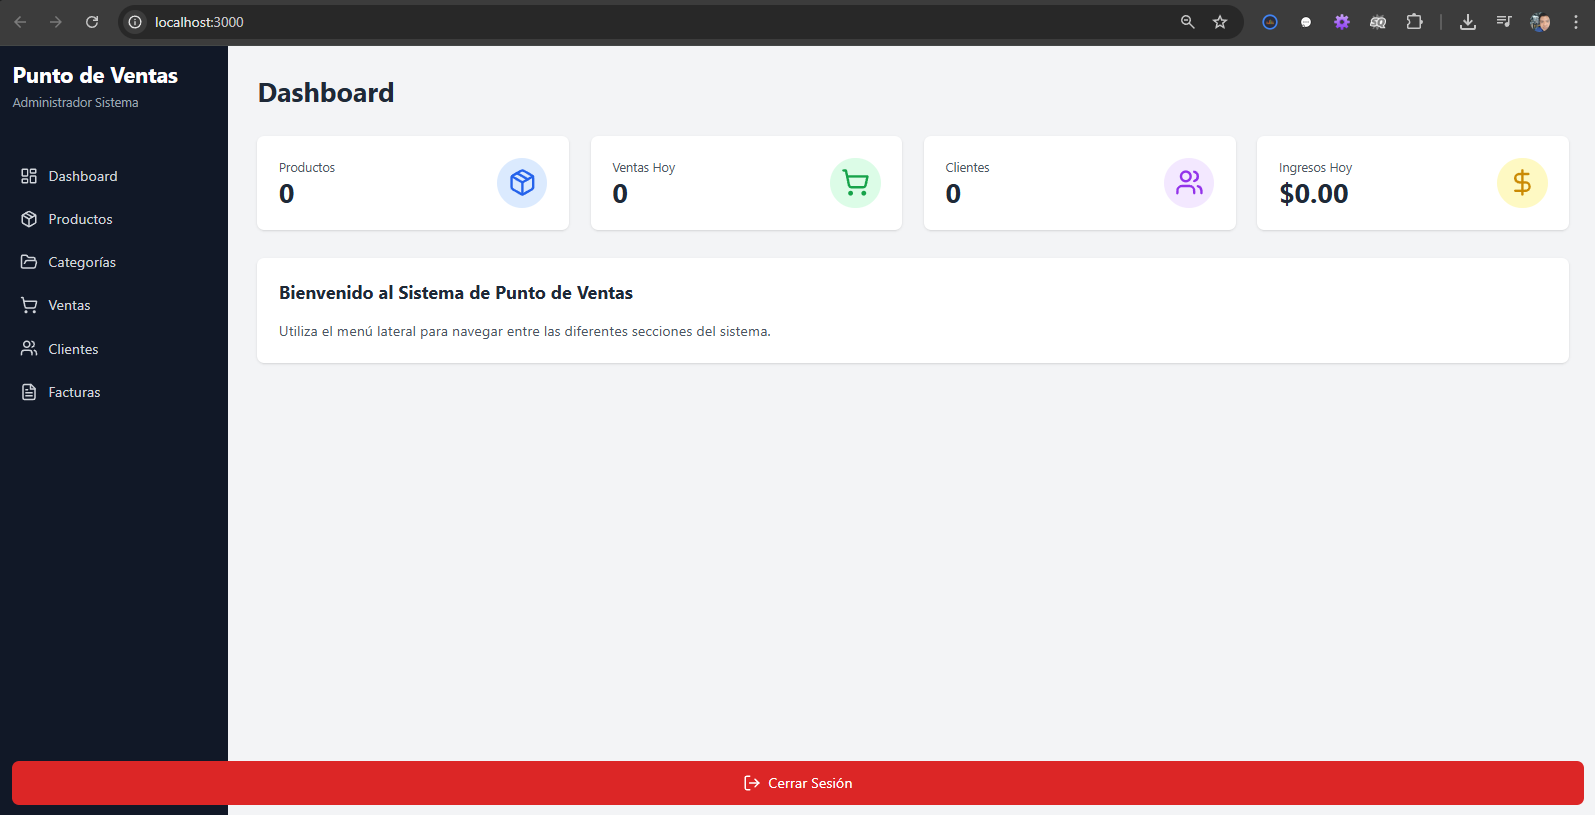 localhost:3000
Punto de Ventas
Administrador Sistema
Dashboard
Productos
Categorías
Ventas
Clientes
Facturas
Dashboard
Productos
0
Ventas Hoy
0
Clientes
0
Ingresos Hoy
$0.00
Bienvenido al Sistema de Punto de Ventas
Utiliza el menú lateral para navegar entre las diferentes secciones del sistema.
Cerrar Sesión